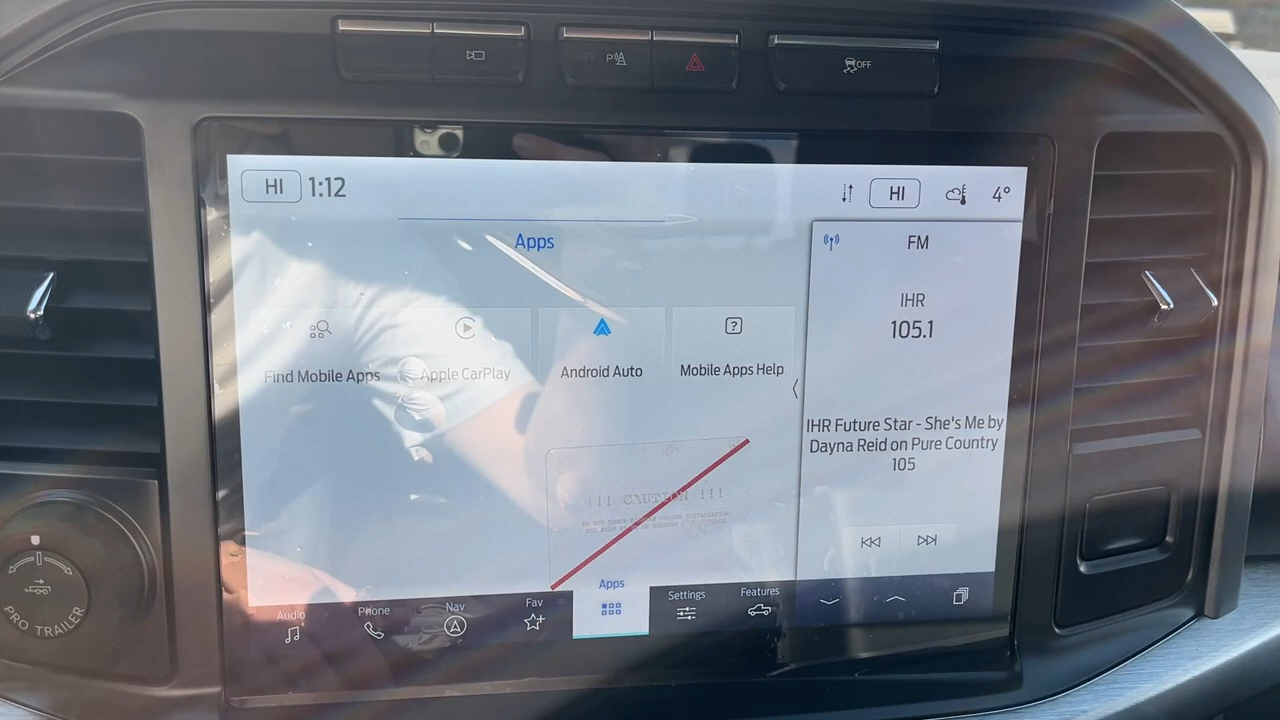 OFF
HI 1:12
HI 4°
Apps
FM
IHR
105.1
Find Mobile Apps
Apple CarPlay
Android Auto
Mobile Apps Help
IHR Future Star - She's Me by
Dayna Reid on Pure Country
105
!!! CAUTION !!!
Audio
Phone
Nav
Fav
Apps
Settings
Features
PRO TRAILER